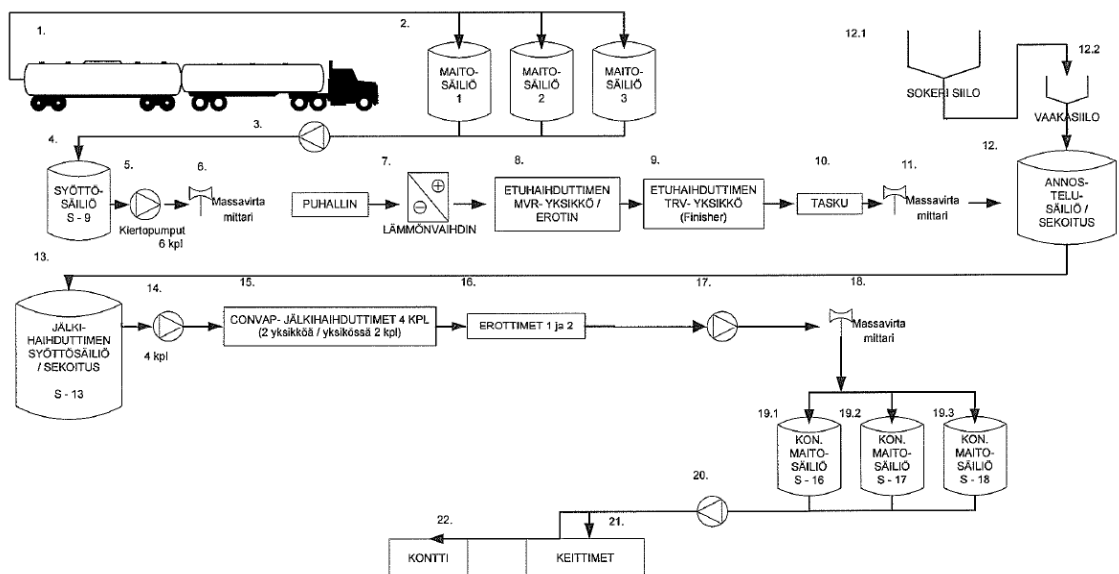 1.
2.
MAITO-
SÄILIÖ
1
MAITO-
SÄILIÖ
2
MAITO-
SÄILIÖ
3
12.1
SOKERI SIILO
12.2
VAAKASIILO
3.
4.
SYÖTTÖ-
SÄILIÖ
S - 9
5.
Kiertopumput
6 kpl
6.
Massavirta
mittari
PUHALLIN
7.
LÄMMÖNVAIHDIN
8.
ETUHAIHDUTTIMEN
MVR- YKSIKKÖ /
EROTIN
9.
ETUHAIHDUTTIMEN
TRV- YKSIKKÖ
(Finisher)
10.
TASKU
11.
Massavirta
mittari
12.
ANNOS-
TELU-
SÄILIÖ /
SEKOITUS
13.
JÄLKI-
HAIHDUTTIMEN
SYÖTTÖSÄILIÖ
/ SEKOITUS
S - 13
14.
4 kpl
15.
CONVAP- JÄLKIHAIHDUTTIMET 4 KPL
(2 yksikköä / yksikössä 2 kpl)
16.
EROTTIMET 1 ja 2
17.
18.
Massavirta
mittari
19.1
KON.
MAITO-
SÄILIÖ
S - 16
19.2
KON.
MAITO-
SÄILIÖ
S - 17
19.3
KON.
MAITO-
SÄILIÖ
S - 18
20.
21.
KEITTIMET
22.
KONTTI